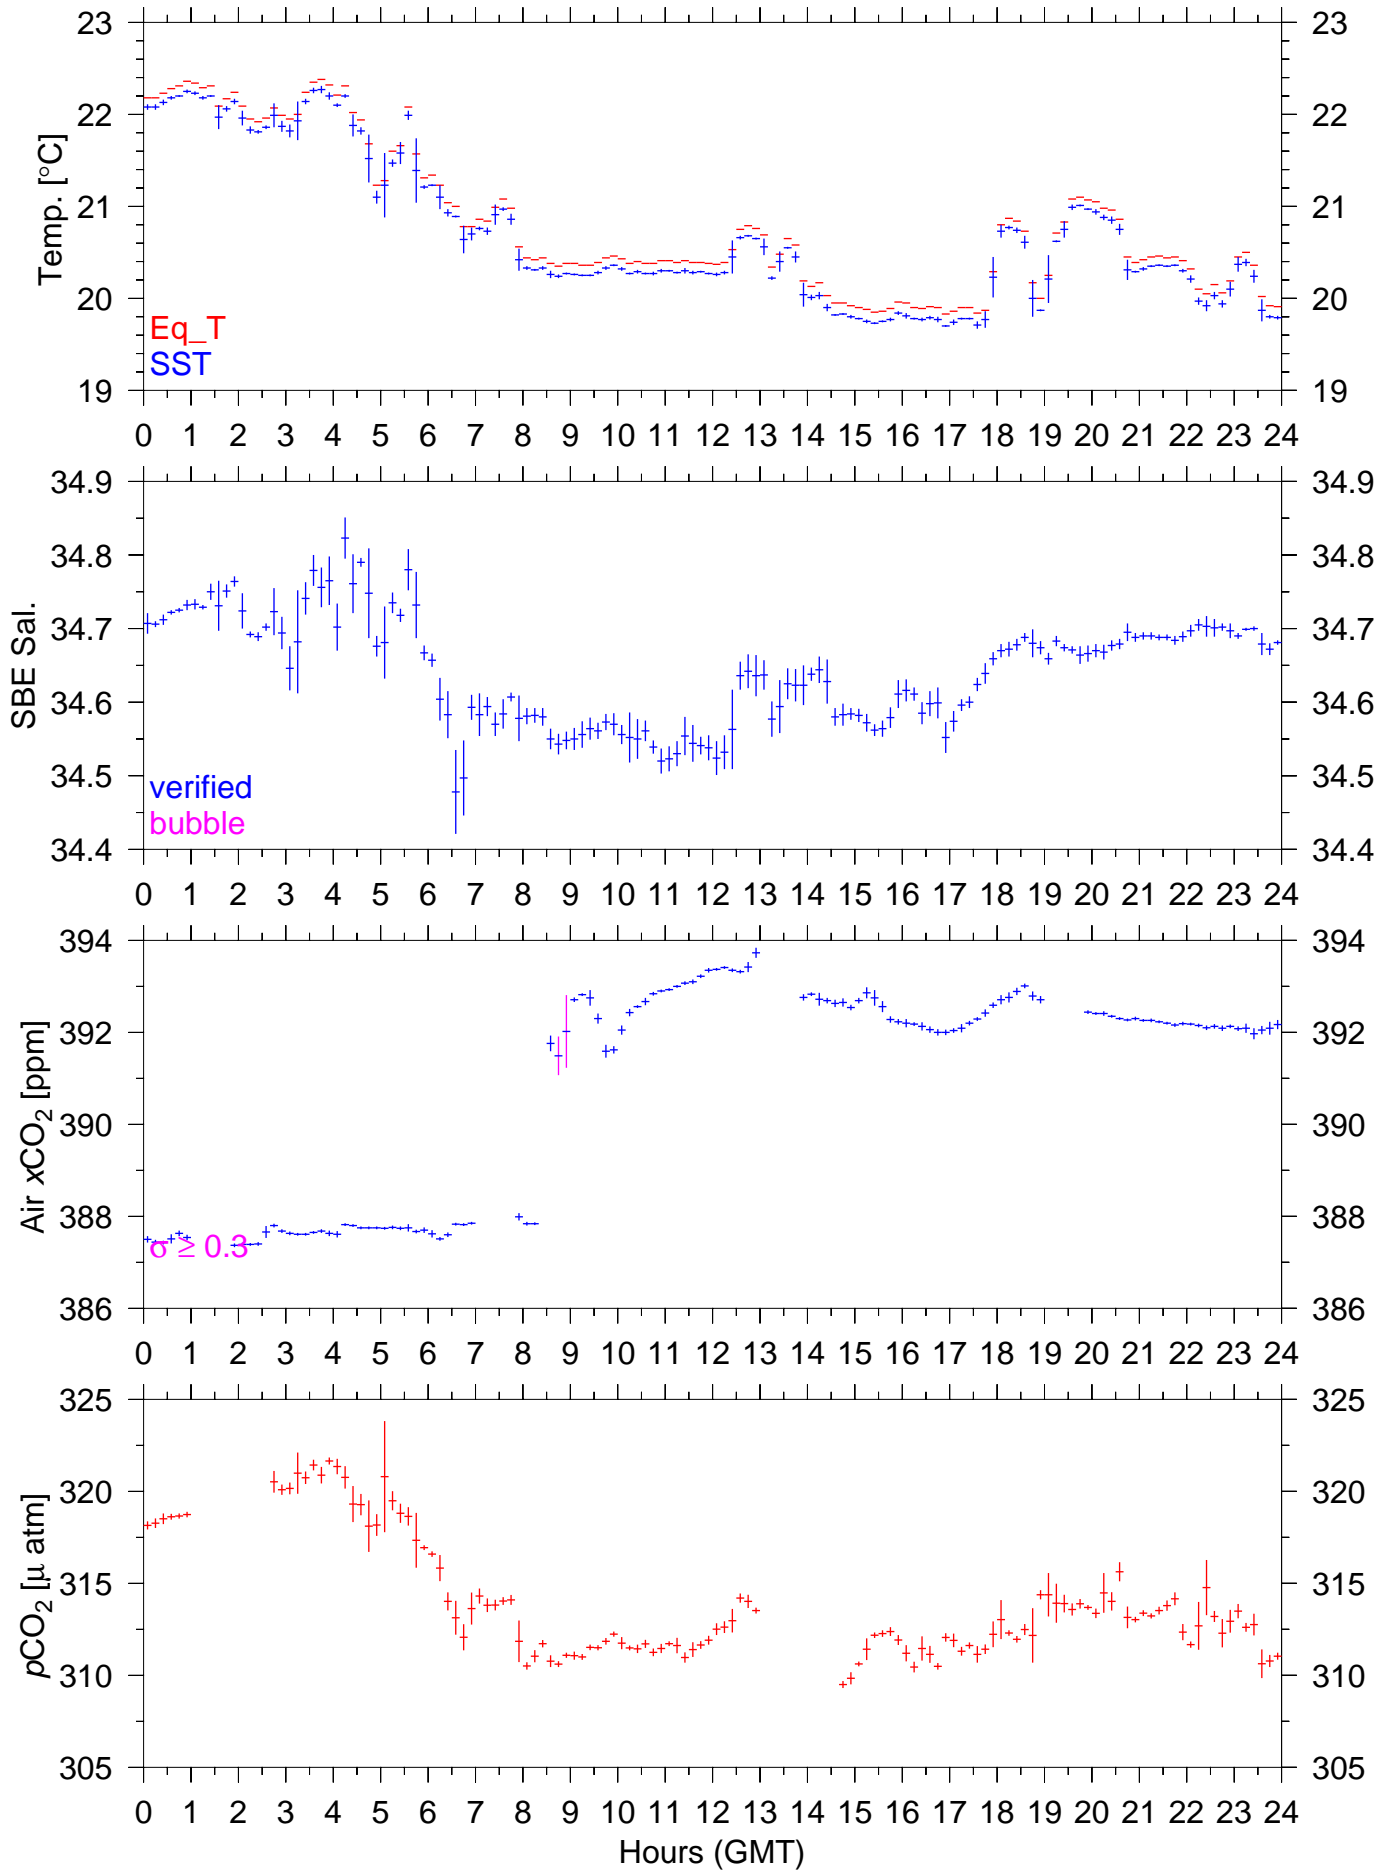 23 23
22 22
21 21
20 20
19 19
Temp. [°C]
Eq_T
SST
0 1 2 3 4 5 6 7 8 9 10 11 12 13 14 15 16 17 18 19 20 21 22 23 24
34.9 34.9
34.8 34.8
34.7 34.7
34.6 34.6
34.5 34.5
34.4 34.4
SBE Sal.
verified
bubble
0 1 2 3 4 5 6 7 8 9 10 11 12 13 14 15 16 17 18 19 20 21 22 23 24
394 394
392 392
390 390
388 388
386 386
Air xCO₂ [ppm]
σ ≥ 0.3
0 1 2 3 4 5 6 7 8 9 10 11 12 13 14 15 16 17 18 19 20 21 22 23 24
325 325
320 320
315 315
310 310
305 305
pCO₂ [μ atm]
0 1 2 3 4 5 6 7 8 9 10 11 12 13 14 15 16 17 18 19 20 21 22 23 24
Hours (GMT)